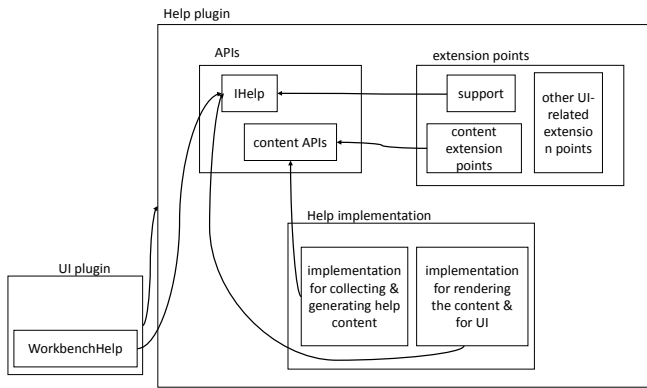 Help plugin
APIs
extension points
IHelp
support
other UI-
related
extensio
n points
content APIs
content
extension
points
Help implementation
implementation
for collecting &
generating help
content
implementation
for rendering
the content &
for UI
UI plugin
WorkbenchHelp